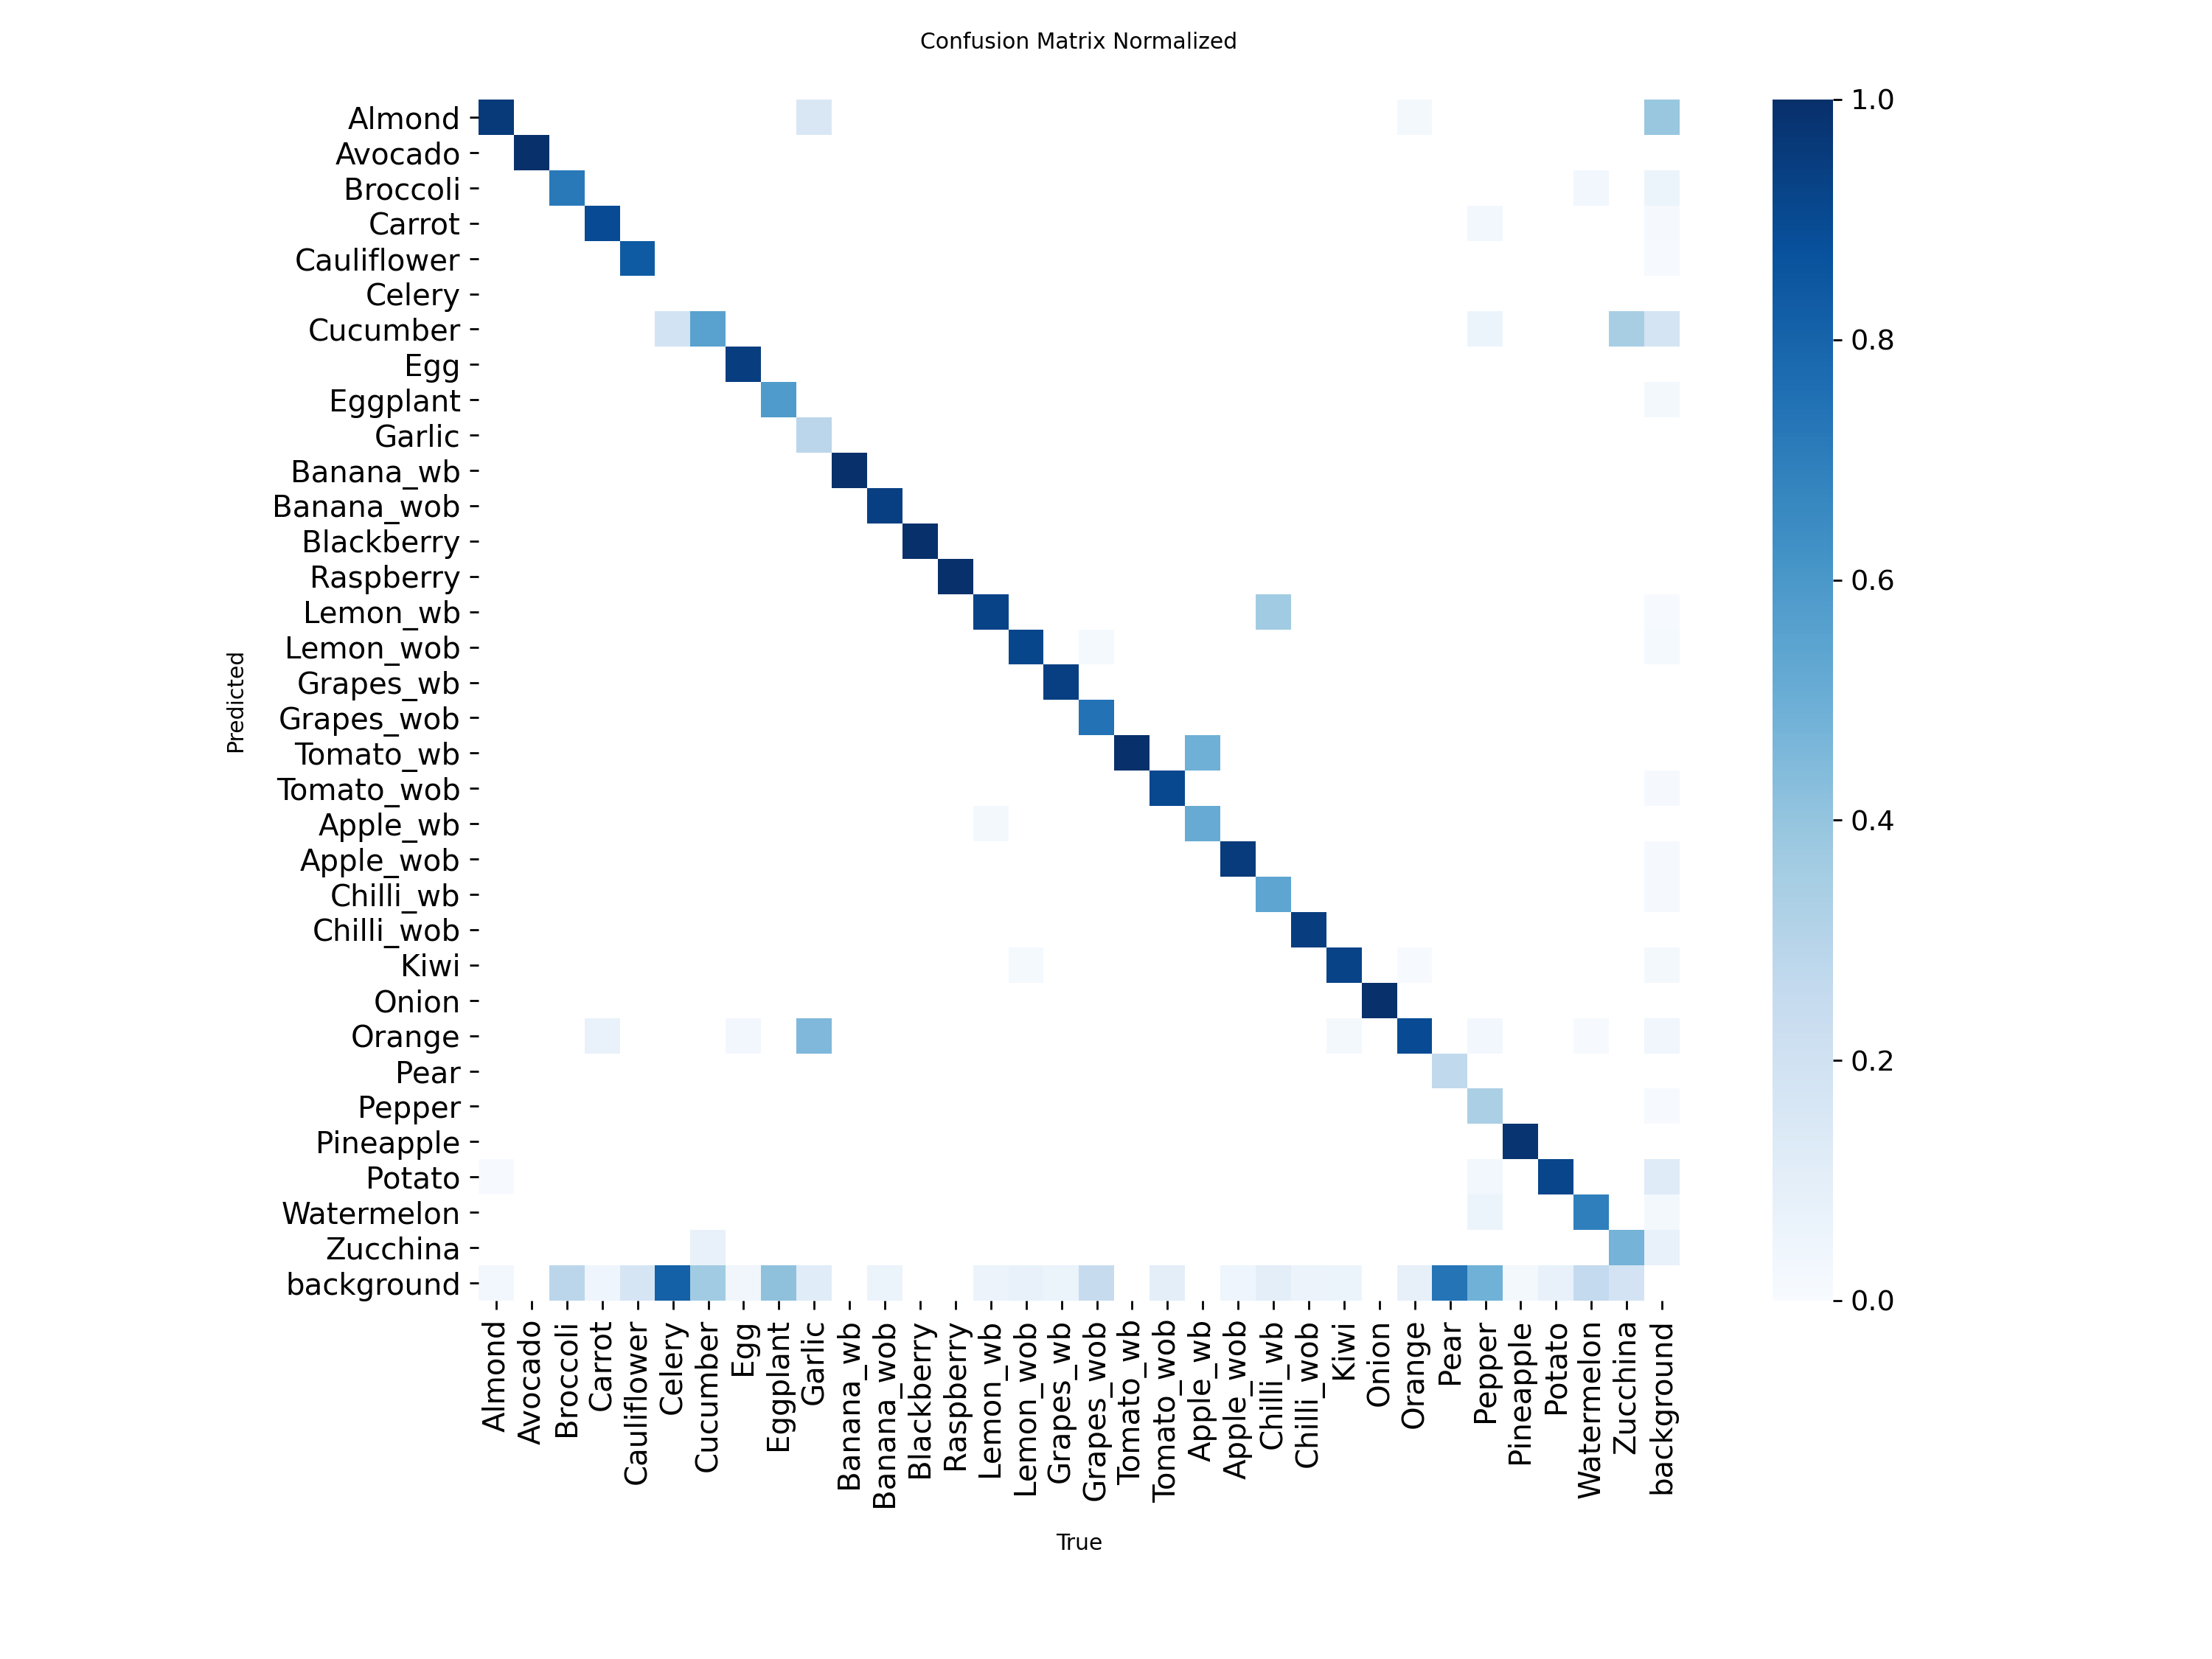 Confusion Matrix Normalized
Almond
Avocado
Broccoli
Carrot
Cauliflower
Celery
Cucumber
Egg
Eggplant
Garlic
Banana_wb
Banana_wob
Blackberry
Raspberry
Lemon_wb
Lemon_wob
Grapes_wb
Grapes_wob
Tomato_wb
Tomato_wob
Apple_wb
Apple_wob
Chilli_wb
Chilli_wob
Kiwi
Onion
Orange
Pear
Pepper
Pineapple
Potato
Watermelon
Zucchina
background
Predicted
Almond
Avocado
Broccoli
Carrot
Cauliflower
Celery
Cucumber
Egg
Eggplant
Garlic
Banana_wb
Banana_wob
Blackberry
Raspberry
Lemon_wb
Lemon_wob
Grapes_wb
Grapes_wob
Tomato_wb
Tomato_wob
Apple_wb
Apple_wob
Chilli_wb
Chilli_wob
Kiwi
Onion
Orange
Pear
Pepper
Pineapple
Potato
Watermelon
Zucchina
background
True
1.0
0.8
0.6
0.4
0.2
0.0